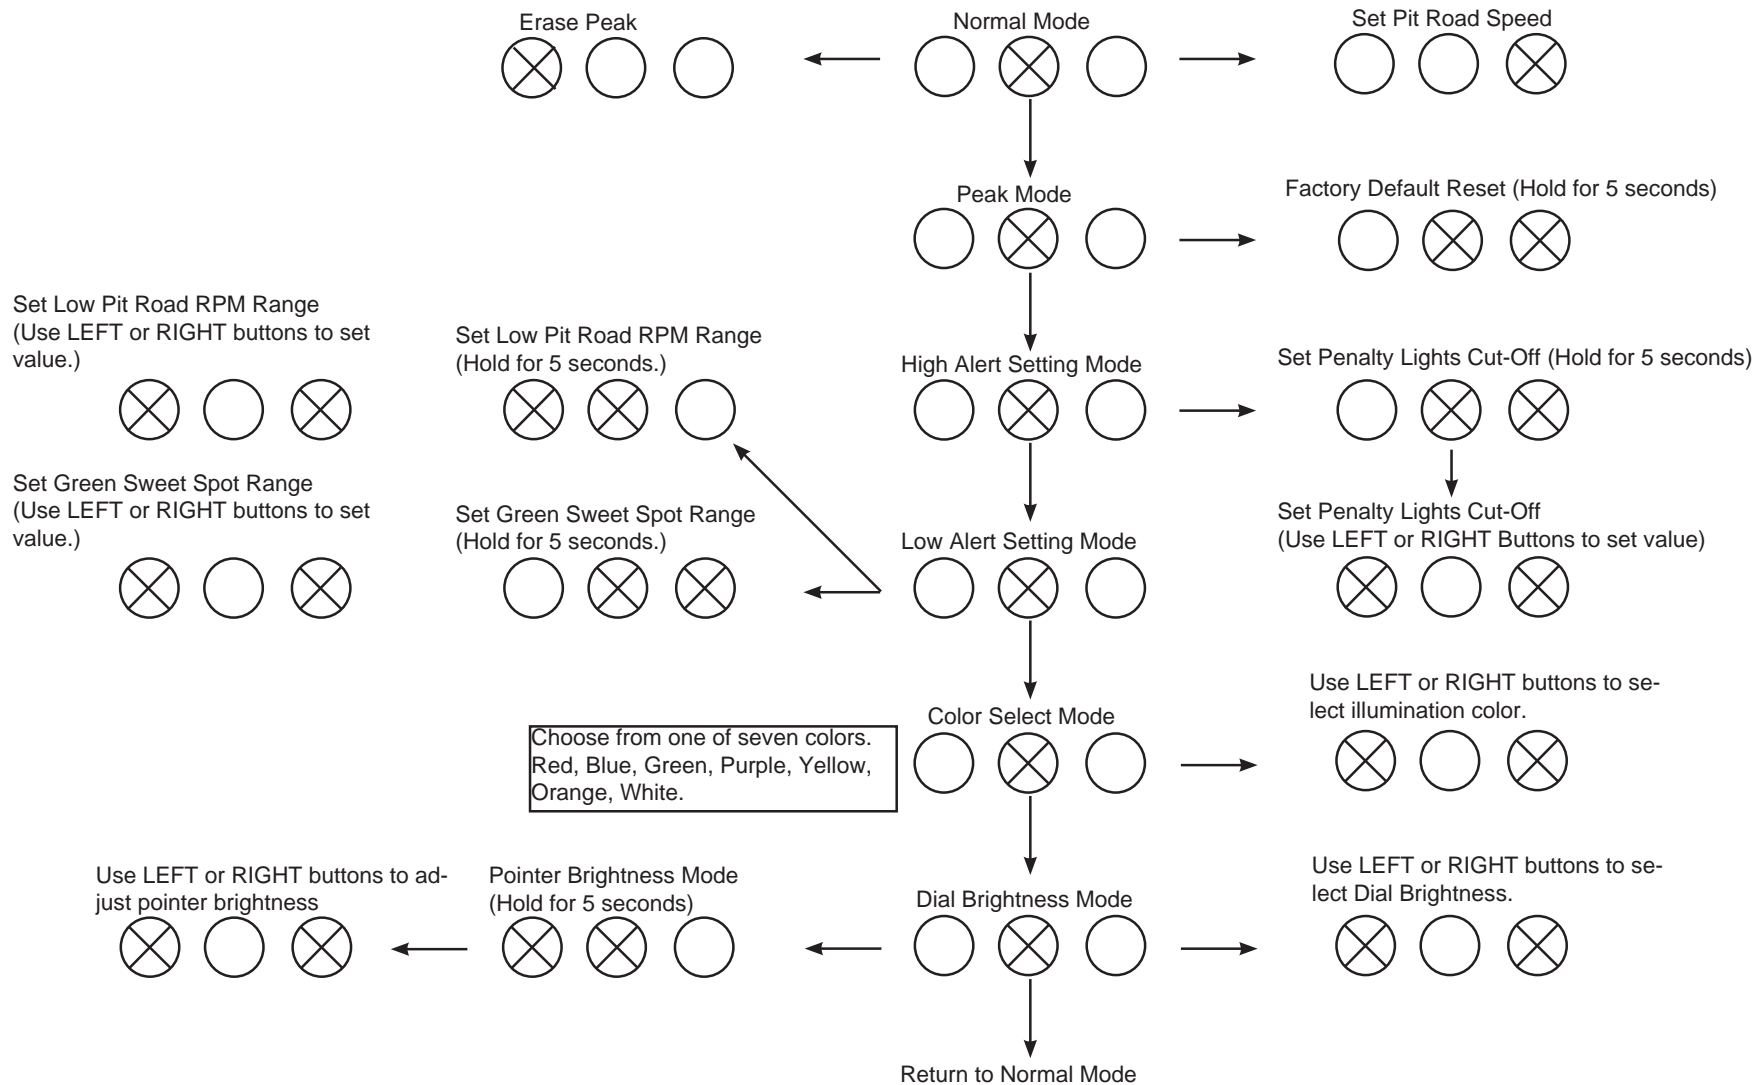 Erase Peak
Normal Mode
Set Pit Road Speed
Peak Mode
Factory Default Reset (Hold for 5 seconds)
Set Low Pit Road RPM Range
(Use LEFT or RIGHT buttons to set
value.)
Set Low Pit Road RPM Range
(Hold for 5 seconds.)
High Alert Setting Mode
Set Penalty Lights Cut-Off (Hold for 5 seconds)
Set Green Sweet Spot Range
(Use LEFT or RIGHT buttons to set
value.)
Set Green Sweet Spot Range
(Hold for 5 seconds.)
Low Alert Setting Mode
Set Penalty Lights Cut-Off
(Use LEFT or RIGHT Buttons to set value)
Color Select Mode
Choose from one of seven colors.
Red, Blue, Green, Purple, Yellow,
Orange, White.
Use LEFT or RIGHT buttons to se-
lect illumination color.
Use LEFT or RIGHT buttons to ad-
just pointer brightness
Pointer Brightness Mode
(Hold for 5 seconds)
Dial Brightness Mode
Use LEFT or RIGHT buttons to se-
lect Dial Brightness.
Return to Normal Mode